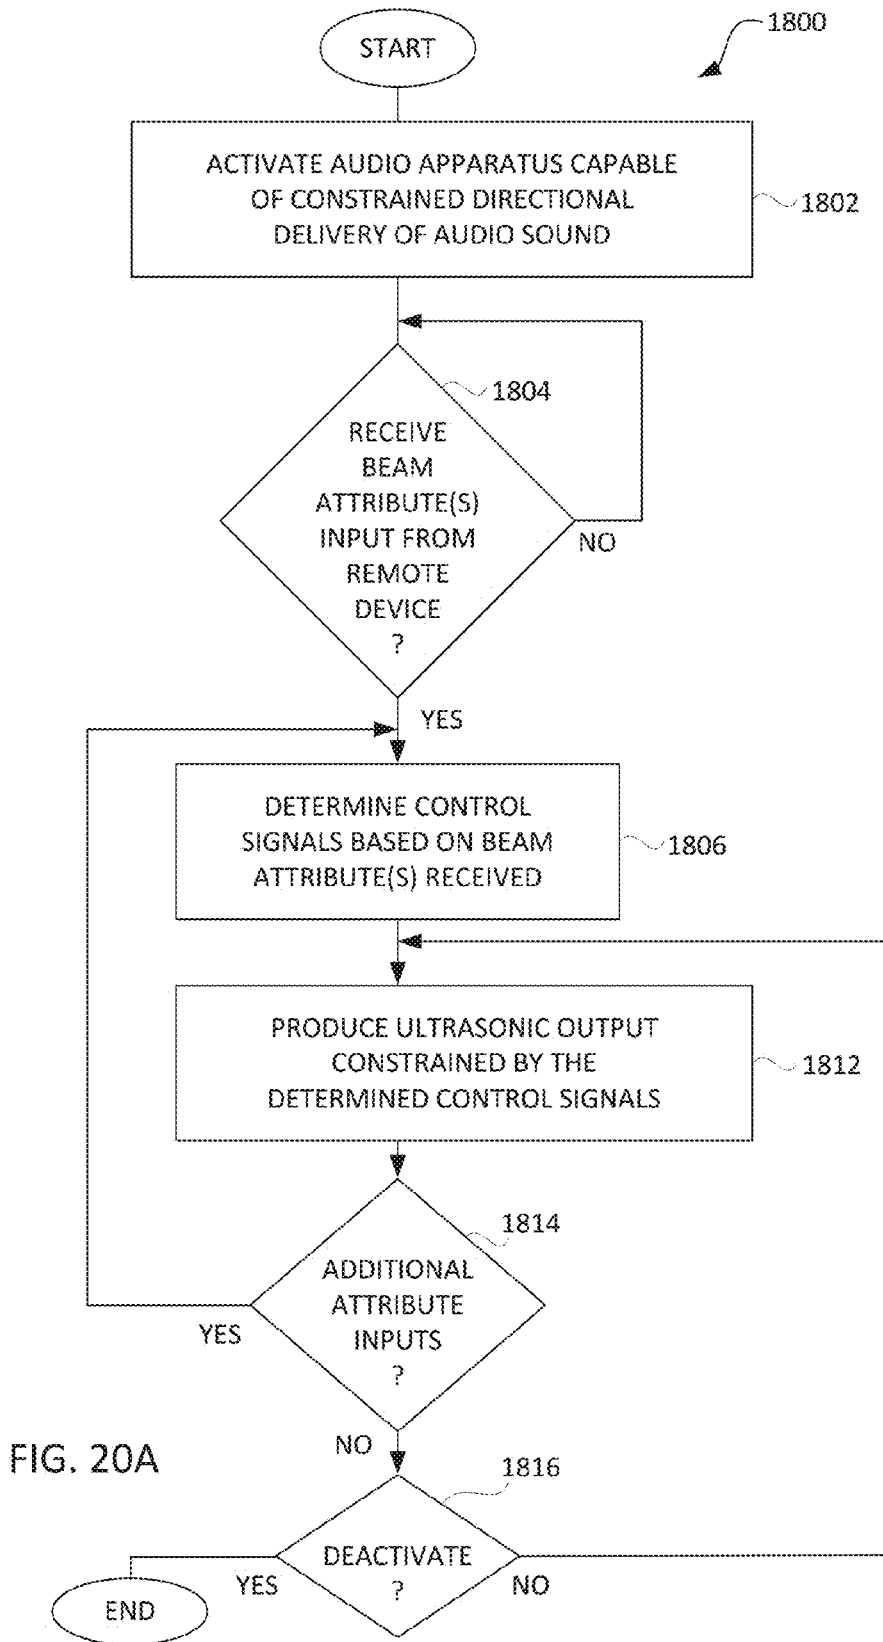 START
1800
ACTIVATE AUDIO APPARATUS CAPABLE
OF CONSTRAINED DIRECTIONAL
DELIVERY OF AUDIO SOUND
1802
1804
RECEIVE
BEAM
ATTRIBUTE(S)
INPUT FROM
REMOTE
DEVICE
?
NO
YES
DETERMINE CONTROL
SIGNALS BASED ON BEAM
ATTRIBUTE(S) RECEIVED
1806
PRODUCE ULTRASONIC OUTPUT
CONSTRAINED BY THE
DETERMINED CONTROL SIGNALS
1812
1814
ADDITIONAL
ATTRIBUTE
INPUTS
?
YES
NO
FIG. 20A
1816
DEACTIVATE
?
YES
NO
END